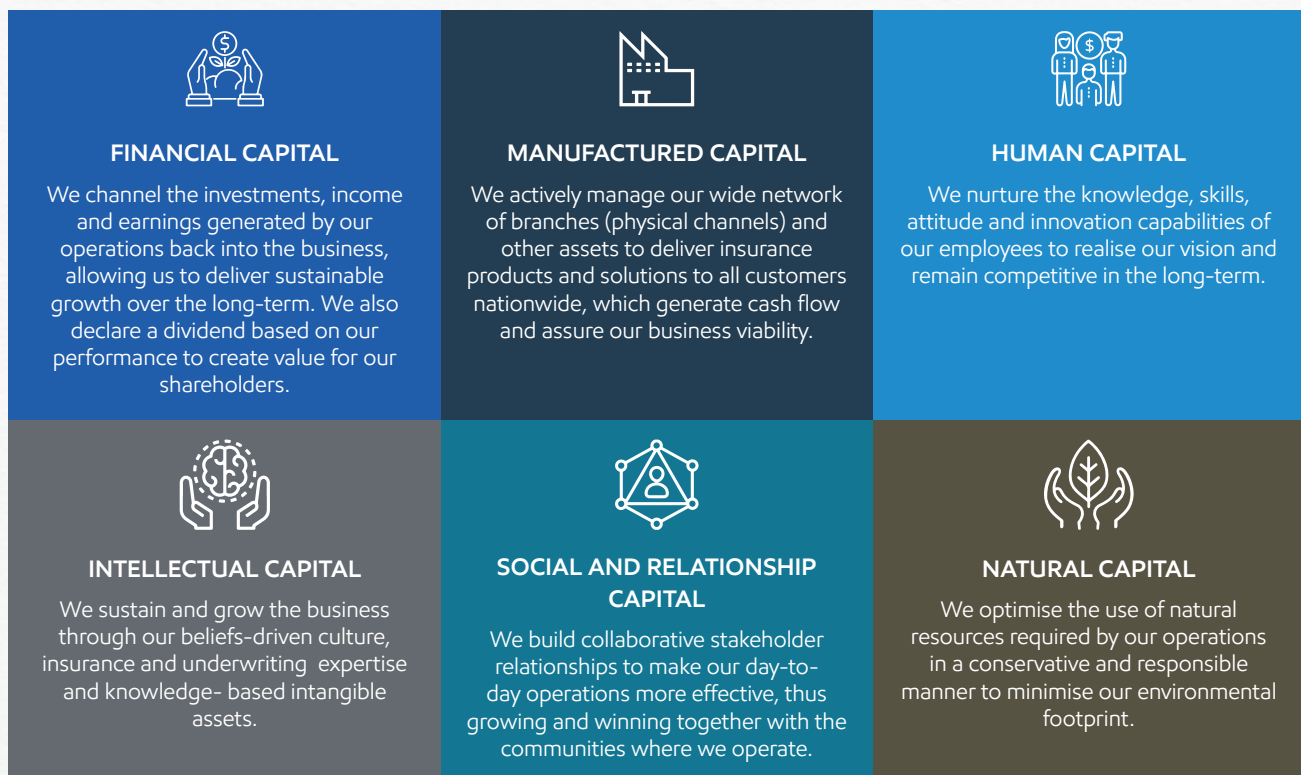 FINANCIAL CAPITAL
We channel the investments, income
and earnings generated by our
operations back into the business,
allowing us to deliver sustainable
growth over the long-term. We also
declare a dividend based on our
performance to create value for our
shareholders.
MANUFACTURED CAPITAL
We actively manage our wide network
of branches (physical channels) and
other assets to deliver insurance
products and solutions to all customers
nationwide, which generate cash flow
and assure our business viability.
HUMAN CAPITAL
We nurture the knowledge, skills,
attitude and innovation capabilities of
our employees to realise our vision and
remain competitive in the long-term.
INTELLECTUAL CAPITAL
We sustain and grow the business
through our beliefs-driven culture,
insurance and underwriting  expertise
and knowledge- based intangible
assets.
SOCIAL AND RELATIONSHIP
CAPITAL
We build collaborative stakeholder
relationships to make our day-to-
day operations more effective, thus
growing and winning together with the
communities where we operate.
NATURAL CAPITAL
We optimise the use of natural
resources required by our operations
in a conservative and responsible
manner to minimise our environmental
footprint.